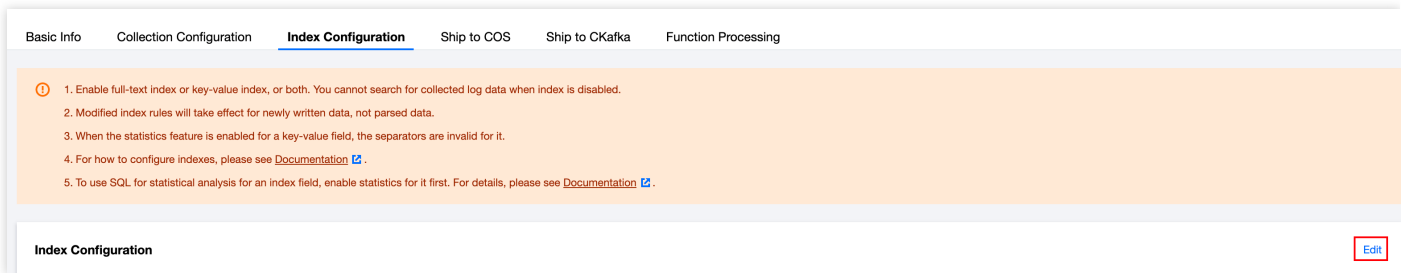 Basic Info Collection Configuration Index Configuration Ship to COS Ship to CKafka Function Processing
1. Enable full-text index or key-value index, or both. You cannot search for collected log data when index is disabled.
2. Modified index rules will take effect for newly written data, not parsed data.
3. When the statistics feature is enabled for a key-value field, the separators are invalid for it.
4. For how to configure indexes, please see Documentation .
5. To use SQL for statistical analysis for an index field, enable statistics for it first. For details, please see Documentation .
Index Configuration Edit